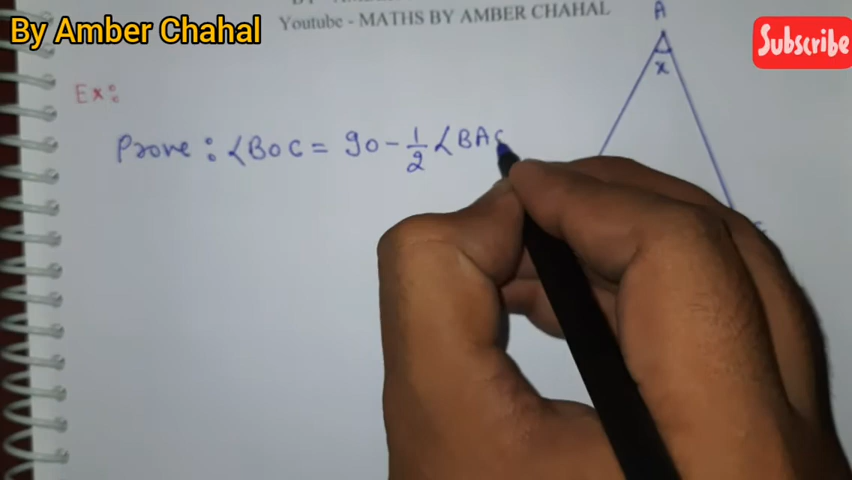 Youtube - MATHS BY AMBER CHAHAL
By Amber Chahal
Subscribe
A
x
Ex:
Prove : ∠BOC = 90 - 1/2 ∠BAC